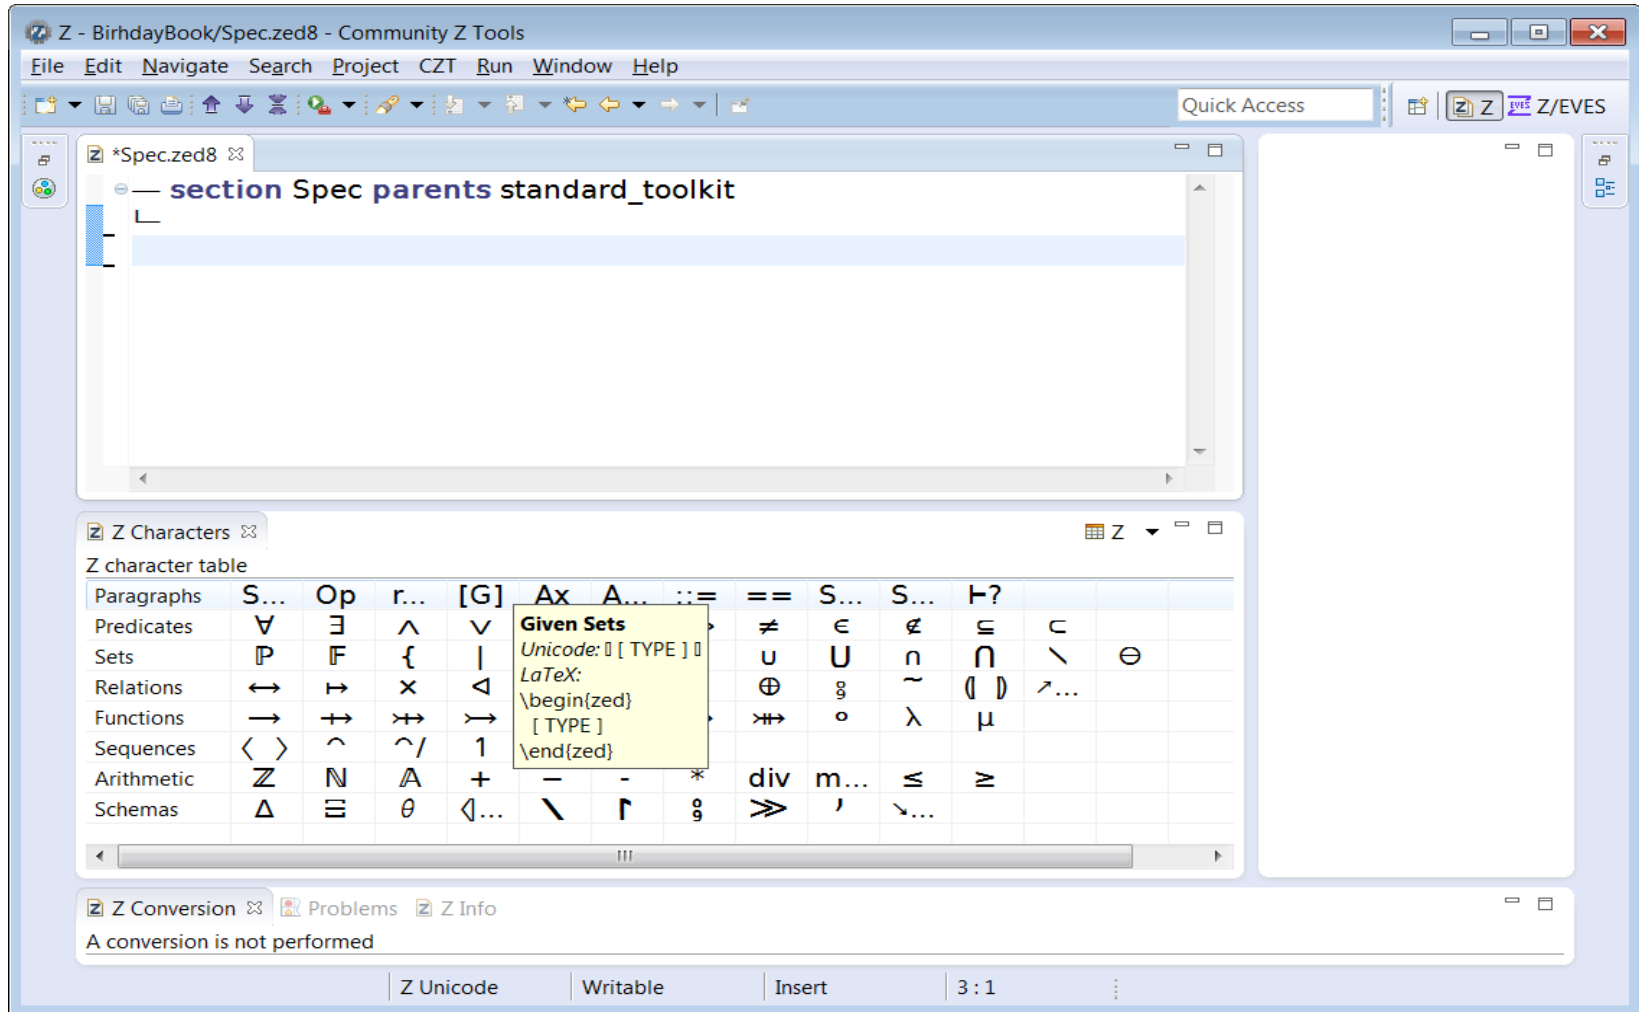 Z - BirhdayBook/Spec.zed8 - Community Z Tools
File Edit Navigate Search Project CZT Run Window Help
Quick Access Z Z/EVES
*Spec.zed8
— section Spec parents standard_toolkit
Z Characters Z
Z character table
Paragraphs S... Op r... [G] Ax A... ::= == S... S... ⊢?
Predicates ∀ ∃ ∧ ∨ ≠ ∈ ∉ ⊆ ⊂
Sets ℙ 𝔽 { | ∪ ⋃ ∩ ⋂ \ ⊖
Relations ↔ ↦ × ◁ ⊕ ⨾ ~ ⦇ ⦈ ↗...
Functions → ⇸ ⤔ ↣ ⤗ ∘ λ μ
Sequences ⟨ ⟩ ⁀ ⁀/ 1
Arithmetic ℤ ℕ 𝔸 + − - * div m... ≤ ≥
Schemas Δ Ξ θ ⦉... ⧹ ↾ ⨟ ⨠ ′ ↘...
Given Sets
Unicode: [ TYPE ]
LaTeX:
\begin{zed}
[ TYPE ]
\end{zed}
Z Conversion Problems Z Info
A conversion is not performed
Z Unicode Writable Insert 3 : 1